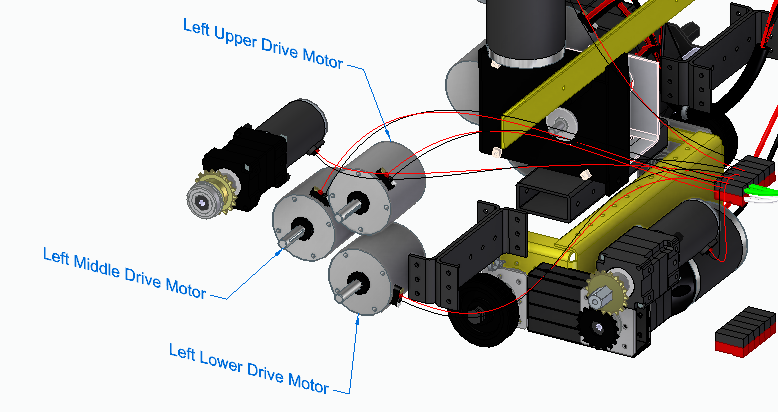 Left Upper Drive Motor
Left Middle Drive Motor
Left Lower Drive Motor